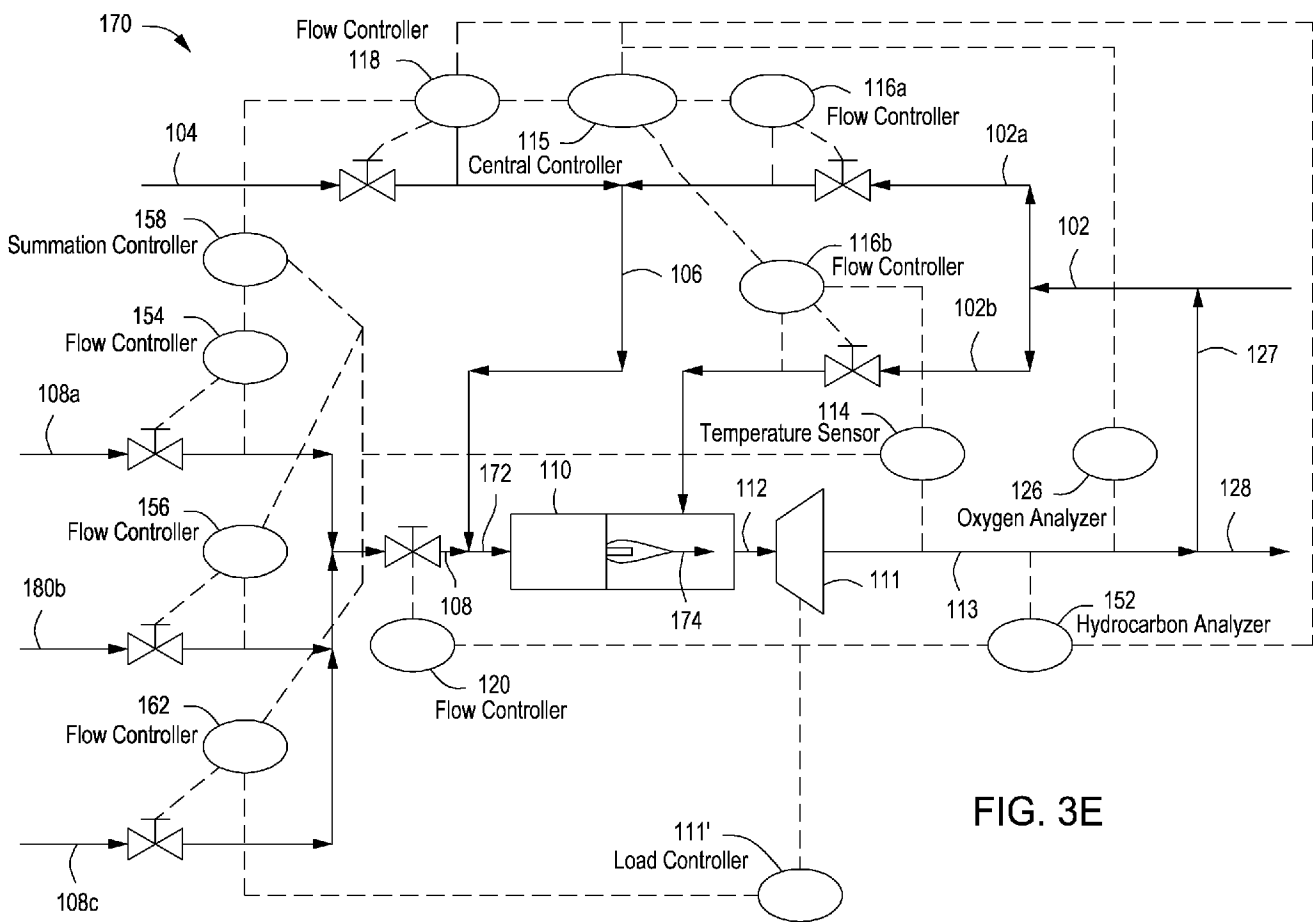 170
Flow Controller
118
116a
Flow Controller
115
Central Controller
104
102a
158
Summation Controller
116b
Flow Controller
106
102
154
Flow Controller
102b
127
108a
114
Temperature Sensor
110
172
112
126
Oxygen Analyzer
128
156
Flow Controller
108
174
111
113
152
Hydrocarbon Analyzer
180b
120
Flow Controller
162
Flow Controller
FIG. 3E
111'
Load Controller
108c